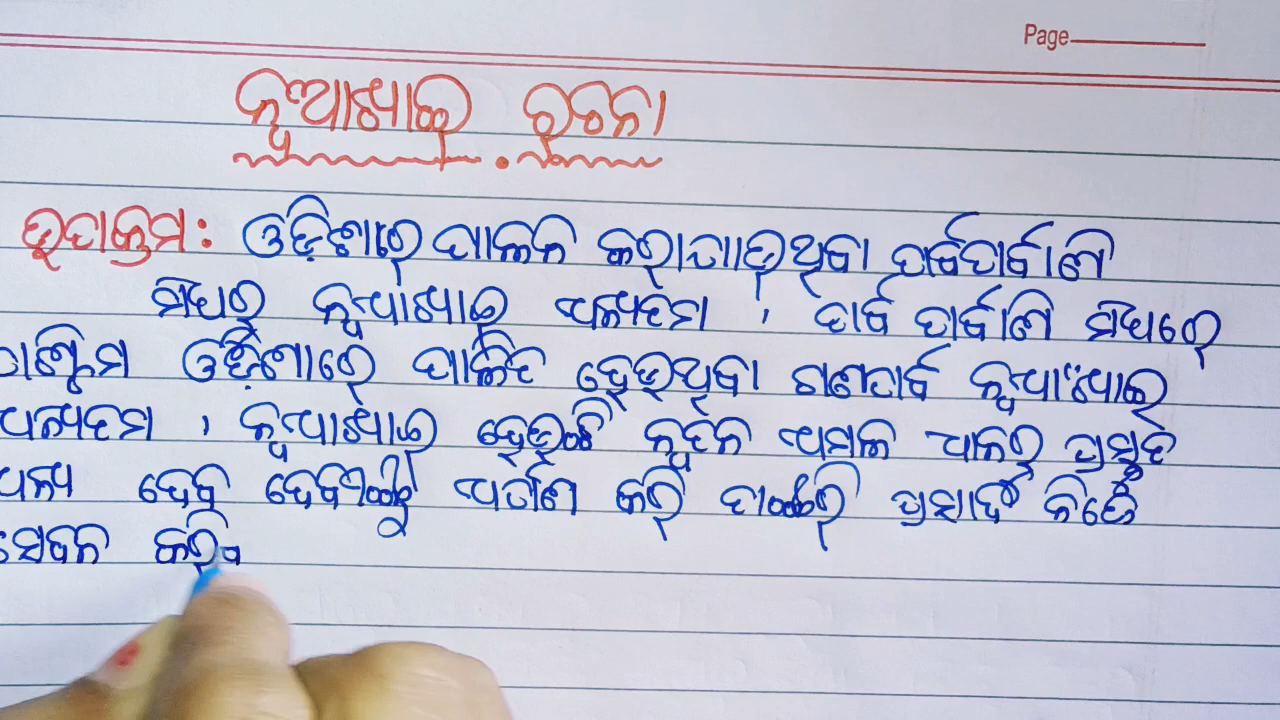 Page
ନୂଆଖାଇ ରଚନା
ଉପକ୍ରମ: ଓଡ଼ିଶାରେ ପାଳନ କରାଯାଉଥିବା ପର୍ବପର୍ବାଣି
ମଧ୍ୟରୁ ନୂଆଖାଇ ଅନ୍ୟତମ । ପର୍ବ ପର୍ବାଣି ମଧ୍ୟରେ
ପଶ୍ଚିମ ଓଡ଼ିଶାରେ ପାଳିତ ହେଉଥିବା ଗଣପର୍ବ ନୂଆଖାଇ
ଅନ୍ୟତମ । ନୂଆଖାଇ ହେଉଛି ନୂତନ ଅମଳ ଧାନରୁ ପ୍ରସ୍ତୁତ
ଅନ୍ନ ଦେବ ଦେବୀଙ୍କୁ ଅର୍ପଣ କରି ପ୍ରସାଦ ନିଜେ
ସେବନ କରିବ